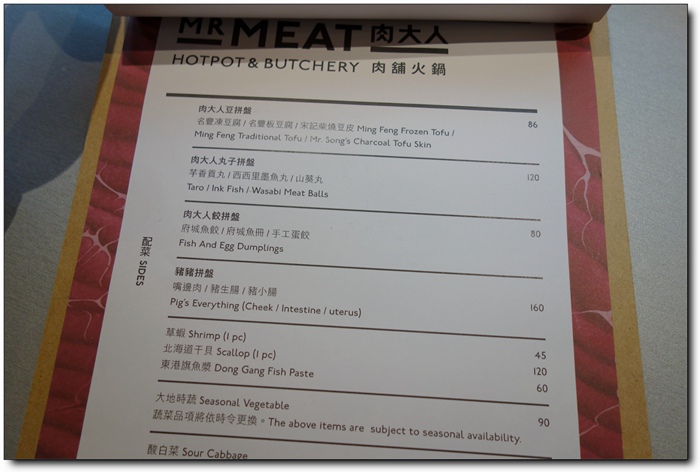 MR MEAT 肉大人
HOTPOT & BUTCHERY 肉舖火鍋
肉大人豆拼盤
名豐凍豆腐 / 名豐板豆腐 / 宋記柴燒豆皮 Ming Feng Frozen Tofu / 86
Ming Feng Traditional Tofu / Mr. Song's Charcoal Tofu Skin
肉大人丸子拼盤 120
芋香貢丸 / 西西里墨魚丸 / 山葵丸
Taro / Ink Fish / Wasabi Meat Balls
肉大人餃拼盤
府城魚餃 / 府城魚冊 / 手工蛋餃 80
Fish And Egg Dumplings
豬豬拼盤
嘴邊肉 / 豬生腸 / 豬小腸
Pig's Everything (Cheek / Intestine / uterus) 160
草蝦 Shrimp (1 pc) 45
北海道干貝 Scallop (1 pc) 120
東港旗魚漿 Dong Gang Fish Paste 60
大地時蔬 Seasonal Vegetable 90
蔬菜品項將依時令更換。The above items are subject to seasonal availability.
酸白菜 Sour Cabbage
配菜 SIDES